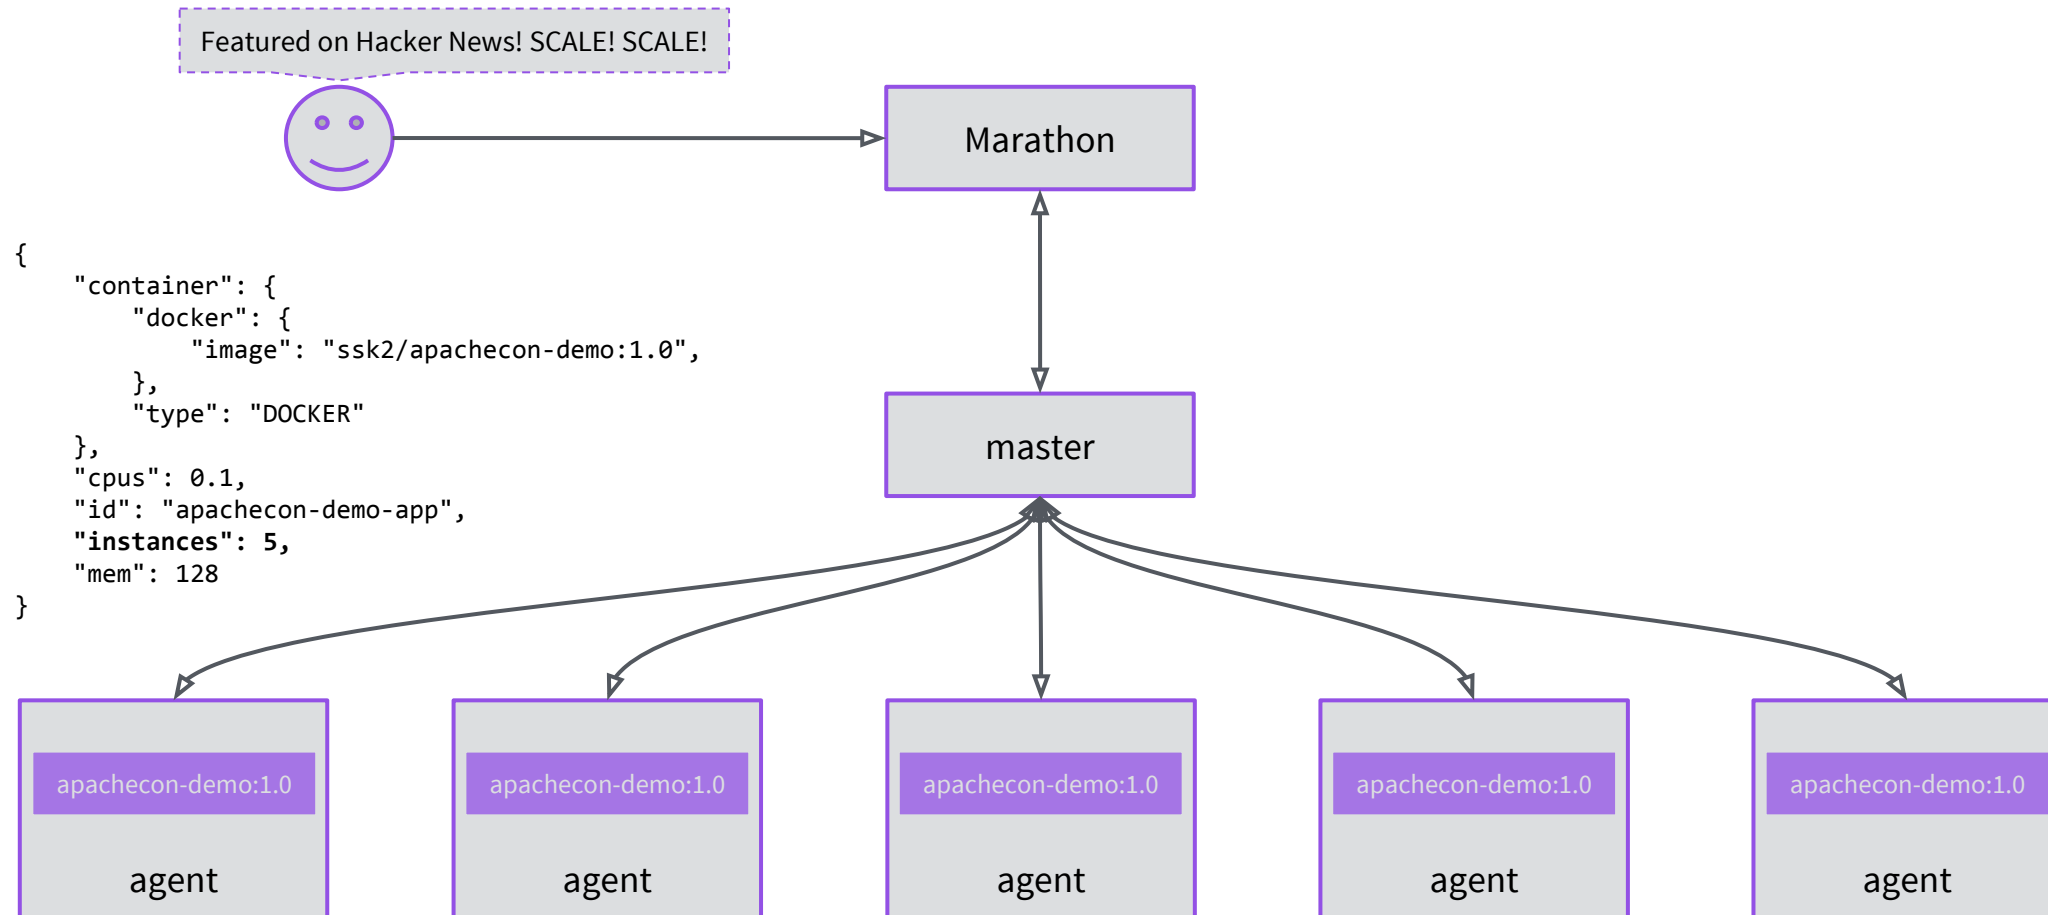 Featured on Hacker News! SCALE! SCALE!
Marathon
{
    "container": {
        "docker": {
            "image": "ssk2/apachecon-demo:1.0",
        },
        "type": "DOCKER"
    },
    "cpus": 0.1,
    "id": "apachecon-demo-app",
    "instances": 5,
    "mem": 128
}
master
apachecon-demo:1.0
agent
apachecon-demo:1.0
agent
apachecon-demo:1.0
agent
apachecon-demo:1.0
agent
apachecon-demo:1.0
agent